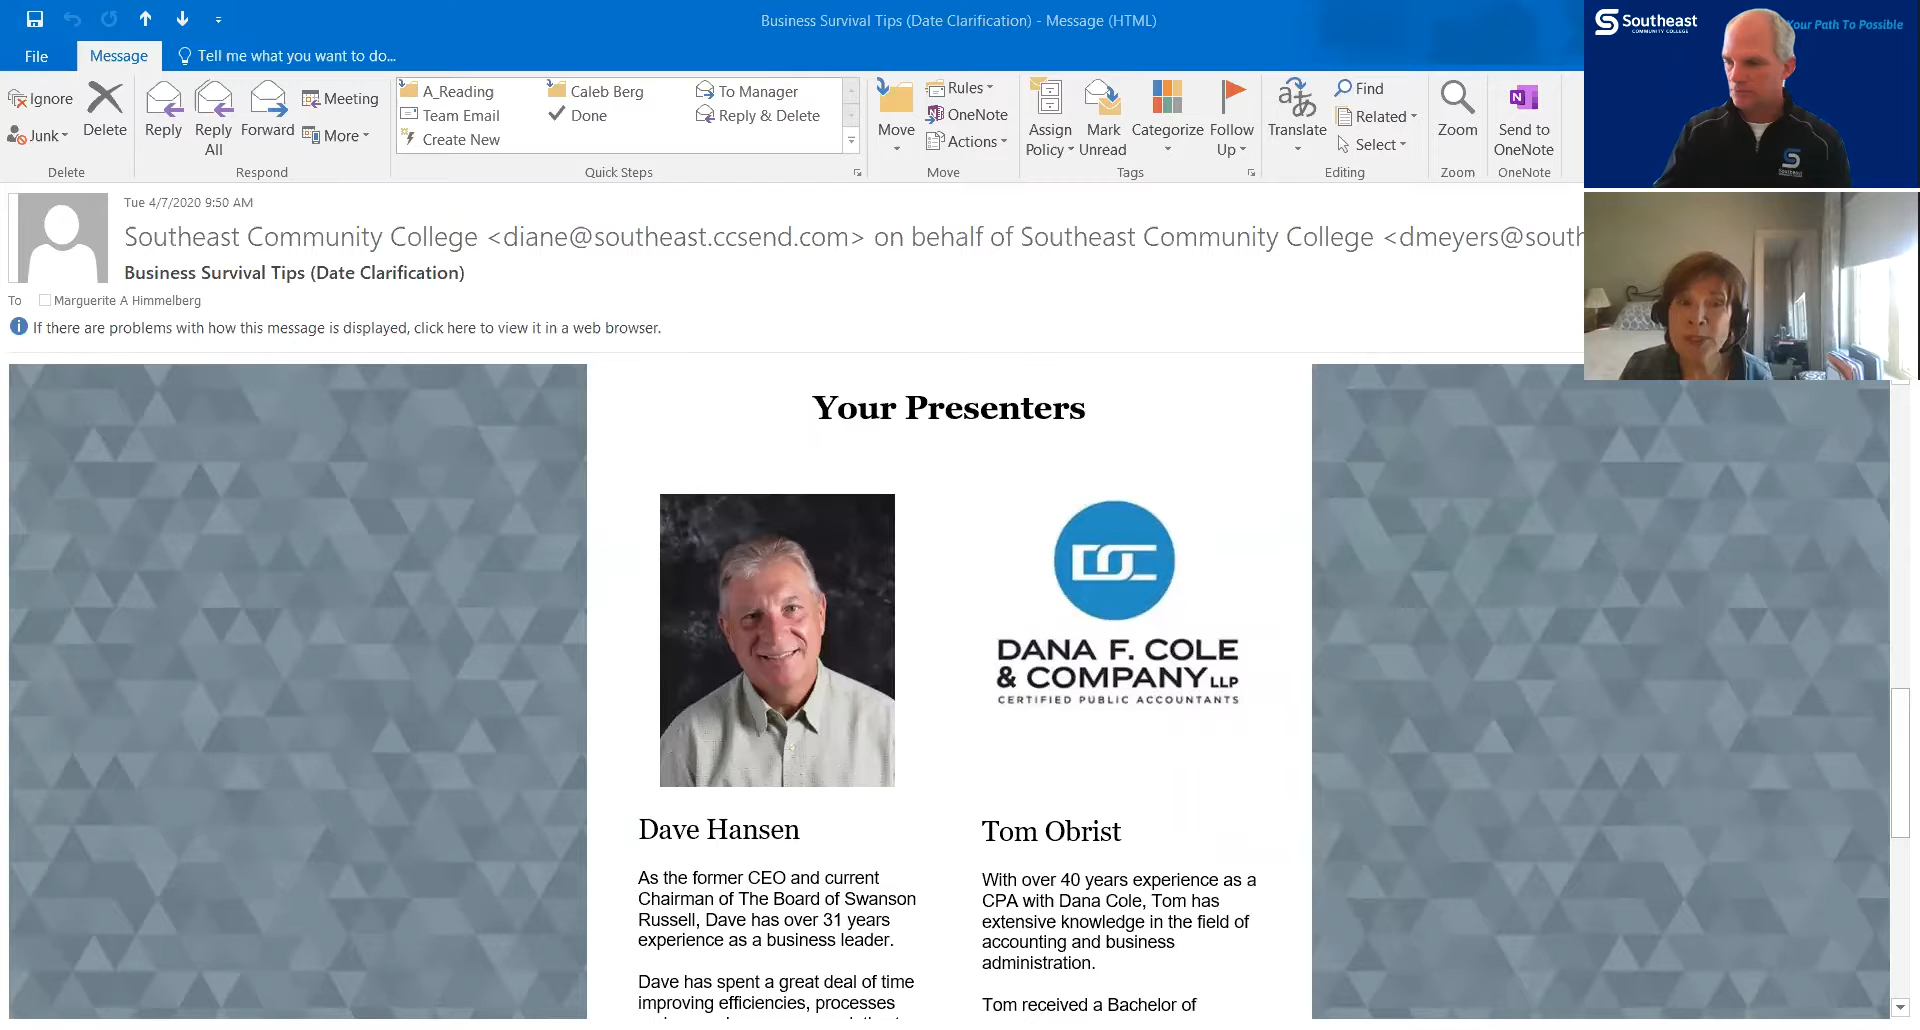 Business Survival Tips (Date Clarification) - Message (HTML)
File
Message
Tell me what you want to do...
Ignore
Junk
Delete
Reply
Reply All
Forward
Meeting
More
A_Reading
Team Email
Create New
Caleb Berg
Done
To Manager
Reply & Delete
Move
Rules
OneNote
Actions
Assign Policy
Mark Unread
Categorize
Follow Up
Translate
Find
Related
Select
Zoom
Send to OneNote
Delete
Respond
Quick Steps
Move
Tags
Editing
Zoom
OneNote
Southeast
COMMUNITY COLLEGE
Your Path To Possible
Tue 4/7/2020 9:50 AM
Southeast Community College <diane@southeast.ccsend.com> on behalf of Southeast Community College <dmeyers@south
Business Survival Tips (Date Clarification)
To Marguerite A Himmelberg
If there are problems with how this message is displayed, click here to view it in a web browser.
Your Presenters
DC
DANA F. COLE
& COMPANY LLP
CERTIFIED PUBLIC ACCOUNTANTS
Dave Hansen
As the former CEO and current
Chairman of The Board of Swanson
Russell, Dave has over 31 years
experience as a business leader.
Dave has spent a great deal of time
improving efficiencies, processes
Tom Obrist
With over 40 years experience as a
CPA with Dana Cole, Tom has
extensive knowledge in the field of
accounting and business
administration.
Tom received a Bachelor of